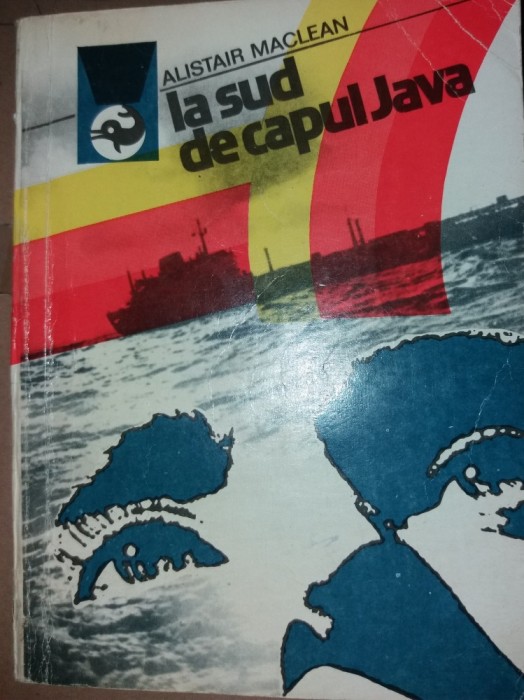 ALISTAIR MACLEAN
la sud
de capul Java